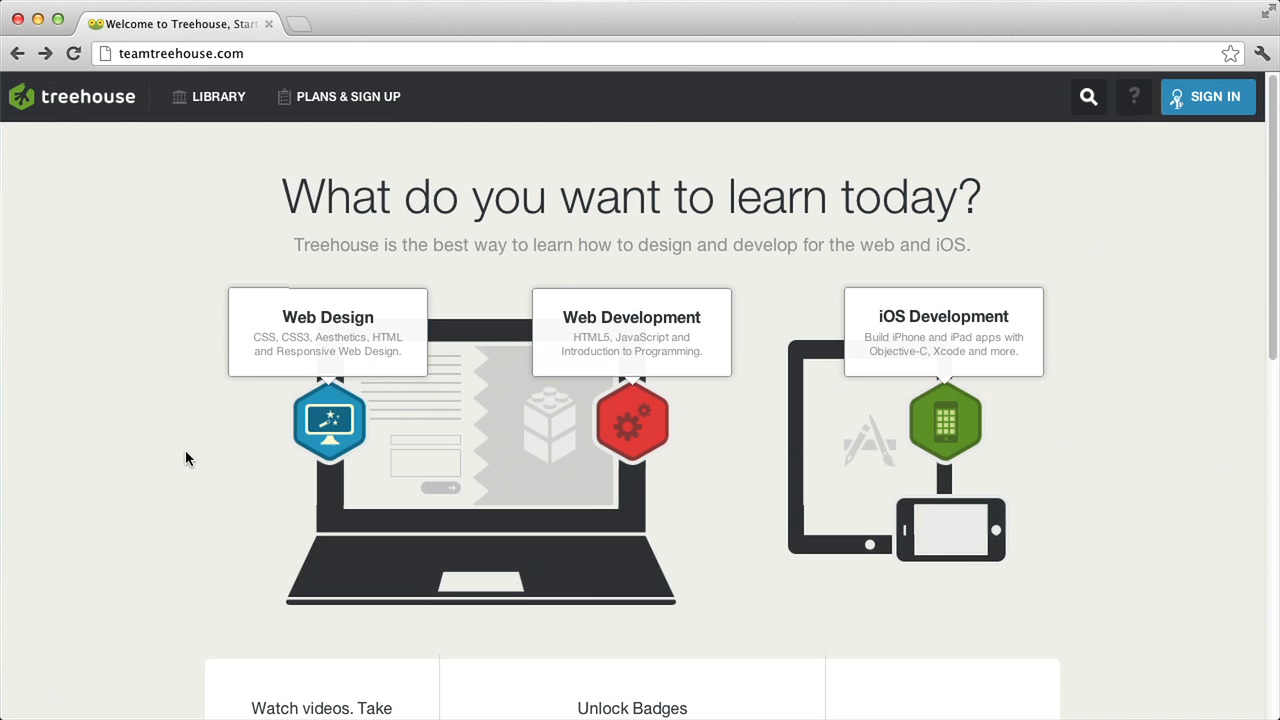 Welcome to Treehouse, Start
teamtreehouse.com
treehouse
LIBRARY
PLANS & SIGN UP
?
SIGN IN
What do you want to learn today?
Treehouse is the best way to learn how to design and develop for the web and iOS.
Web Design
CSS, CSS3, Aesthetics, HTML
and Responsive Web Design.
Web Development
HTML5, JavaScript and
Introduction to Programming.
iOS Development
Build iPhone and iPad apps with
Objective-C, Xcode and more.
Watch videos. Take
Unlock Badges